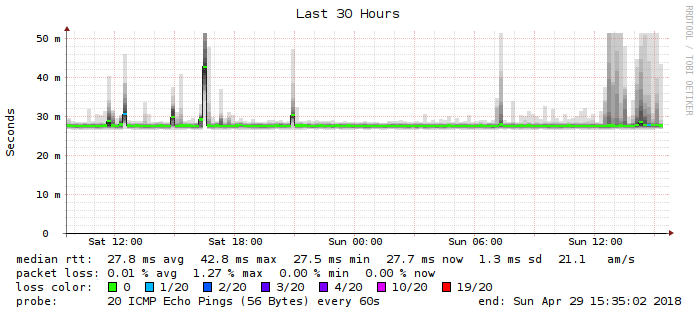 Last 30 Hours
RRDTOOL / TOBI OETIKER
Seconds
50 m
40 m
30 m
20 m
10 m
0
Sat 12:00 Sat 18:00 Sun 00:00 Sun 06:00 Sun 12:00
median rtt: 27.8 ms avg 42.8 ms max 27.5 ms min 27.7 ms now 1.3 ms sd 21.1 am/s
packet loss: 0.01 % avg 1.27 % max 0.00 % min 0.00 % now
loss color: 0 1/20 2/20 3/20 4/20 10/20 19/20
probe: 20 ICMP Echo Pings (56 Bytes) every 60s end: Sun Apr 29 15:35:02 2018